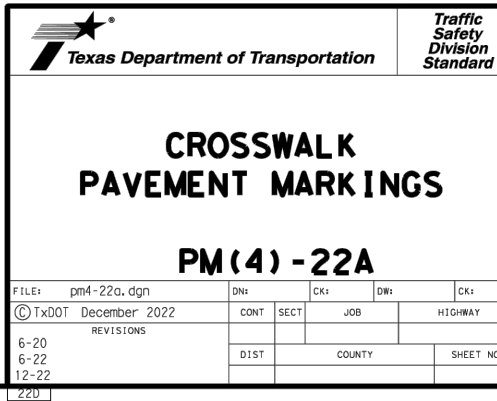 Texas Department of Transportation
Traffic
Safety
Division
Standard
CROSSWALK
PAVEMENT MARKINGS
PM(4)-22A
FILE: pm4-22a.dgn DN: CK: DW: CK:
© TxDOT December 2022 CONT SECT JOB HIGHWAY
REVISIONS
6-20
6-22
12-22
DIST COUNTY SHEET NO
22D